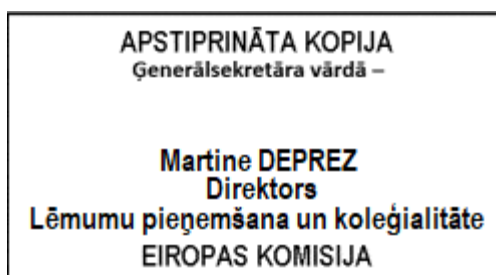 APSTIPRINĀTA KOPIJA
Ģenerālsekretāra vārdā –
Martine DEPREZ
Direktors
Lēmumu pieņemšana un koleģialitāte
EIROPAS KOMISIJA